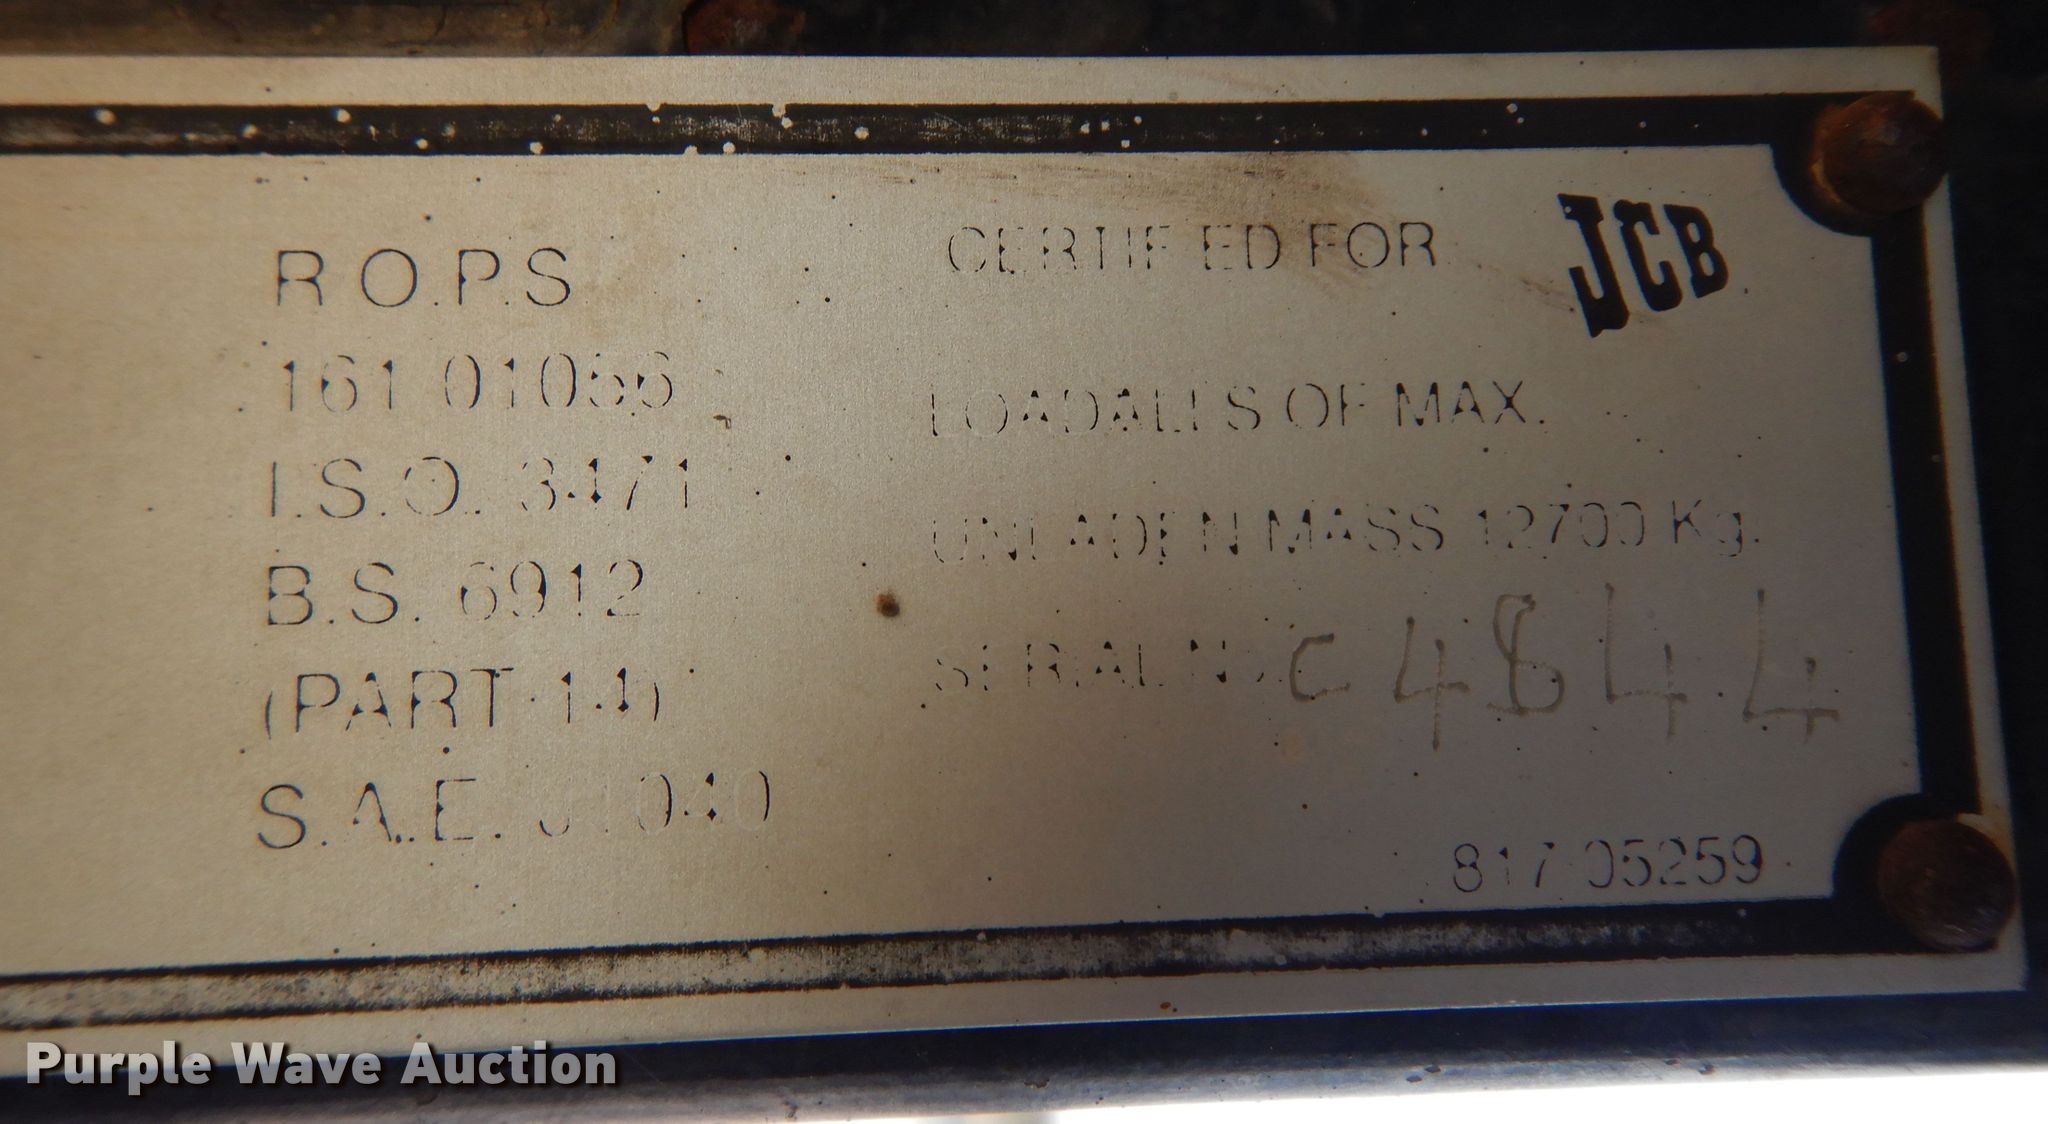 R.O.P.S.
161 01056
I.S.O. 3471
B.S. 6912
(PART 14)
S.A.E. J1040
CERTIFIED FOR
JCB
LOADALLS OF MAX.
UNLADEN MASS 12700 Kg.
SERIAL NO. C4844
817 05259
Purple Wave Auction